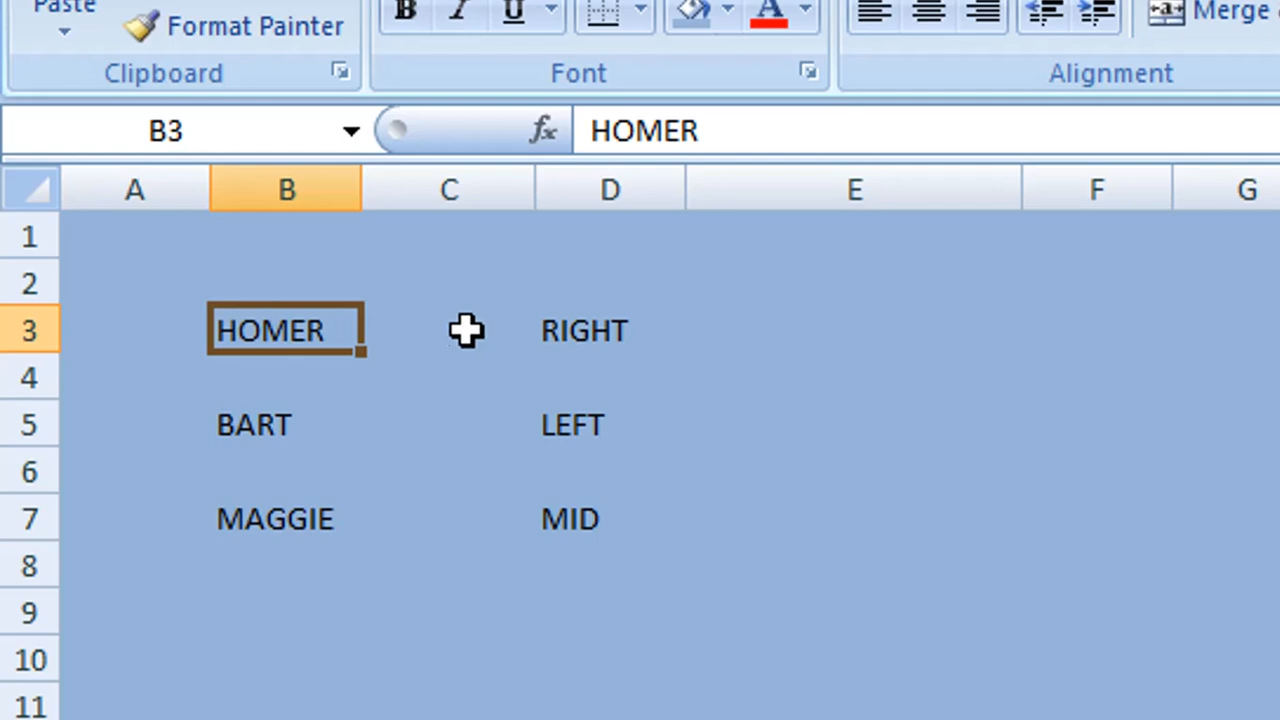 Paste
Format Painter
B I U A
Merge
Clipboard Font Alignment
B3 fx HOMER
A B C D E F G
1
2
3 HOMER RIGHT
4
5 BART LEFT
6
7 MAGGIE MID
8
9
10
11